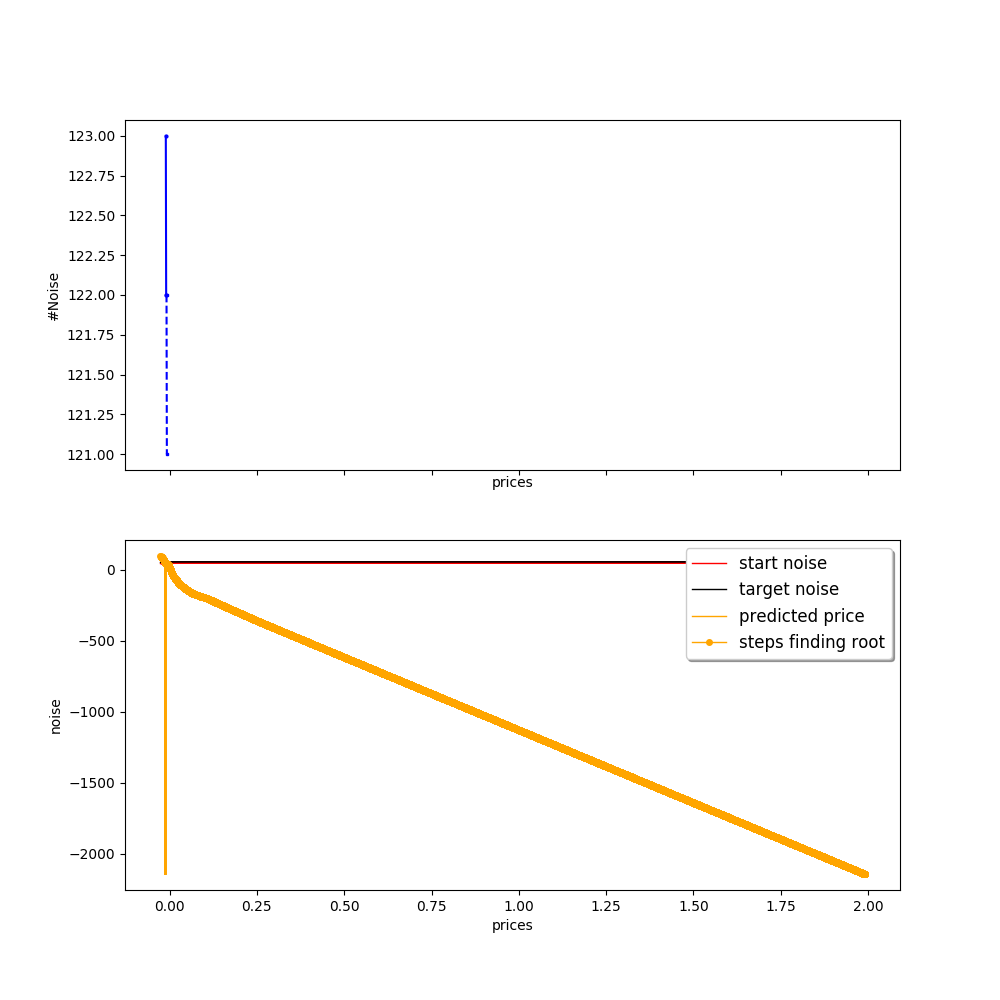 123.00
122.75
122.50
122.25
122.00
121.75
121.50
121.25
121.00
#Noise
prices
0
−500
−1000
−1500
−2000
noise
start noise
target noise
predicted price
steps finding root
0.00 0.25 0.50 0.75 1.00 1.25 1.50 1.75 2.00
prices